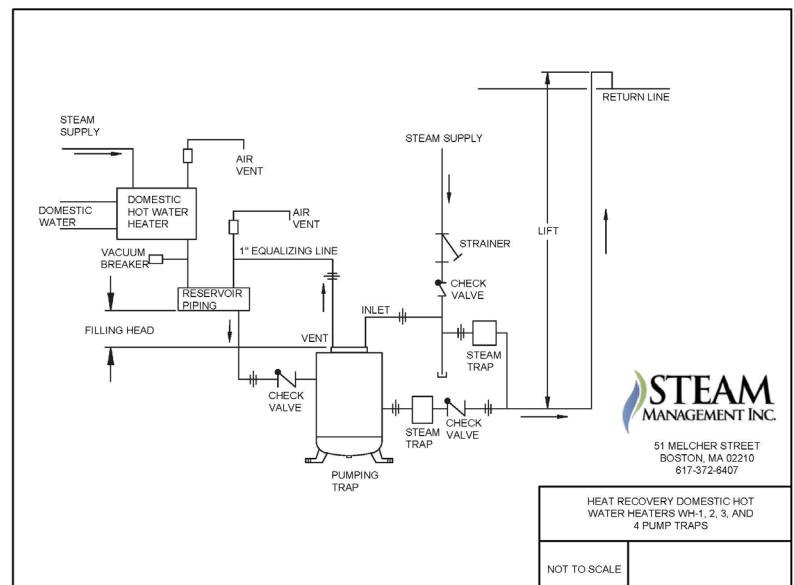 STEAM
SUPPLY
AIR
VENT
DOMESTIC
WATER
DOMESTIC
HOT WATER
HEATER
AIR
VENT
VACUUM
BREAKER
1" EQUALIZING LINE
RESERVOIR
PIPING
FILLING HEAD
VENT
INLET
CHECK
VALVE
PUMPING
TRAP
STEAM SUPPLY
STRAINER
CHECK
VALVE
STEAM
TRAP
STEAM
TRAP
CHECK
VALVE
LIFT
RETURN LINE
STEAM
MANAGEMENT INC.
51 MELCHER STREET
BOSTON, MA 02210
617-372-6407
HEAT RECOVERY DOMESTIC HOT
WATER HEATERS WH-1, 2, 3, AND
4 PUMP TRAPS
NOT TO SCALE